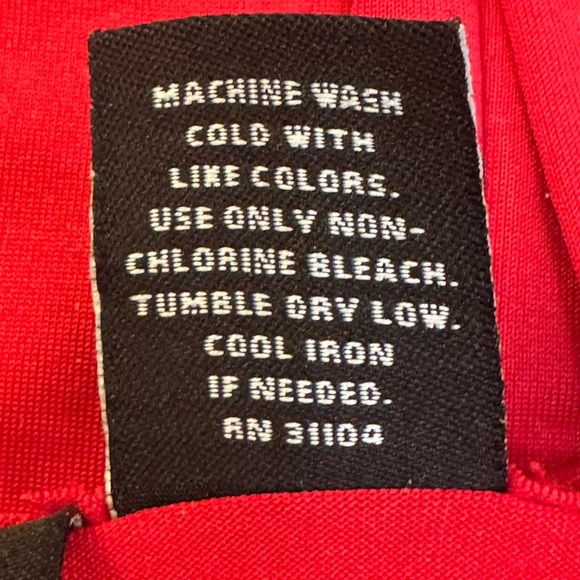 MACHINE WASH
COLD WITH
LIKE COLORS.
USE ONLY NON-
CHLORINE BLEACH.
TUMBLE DRY LOW.
COOL IRON
IF NEEDED.
RN 31104